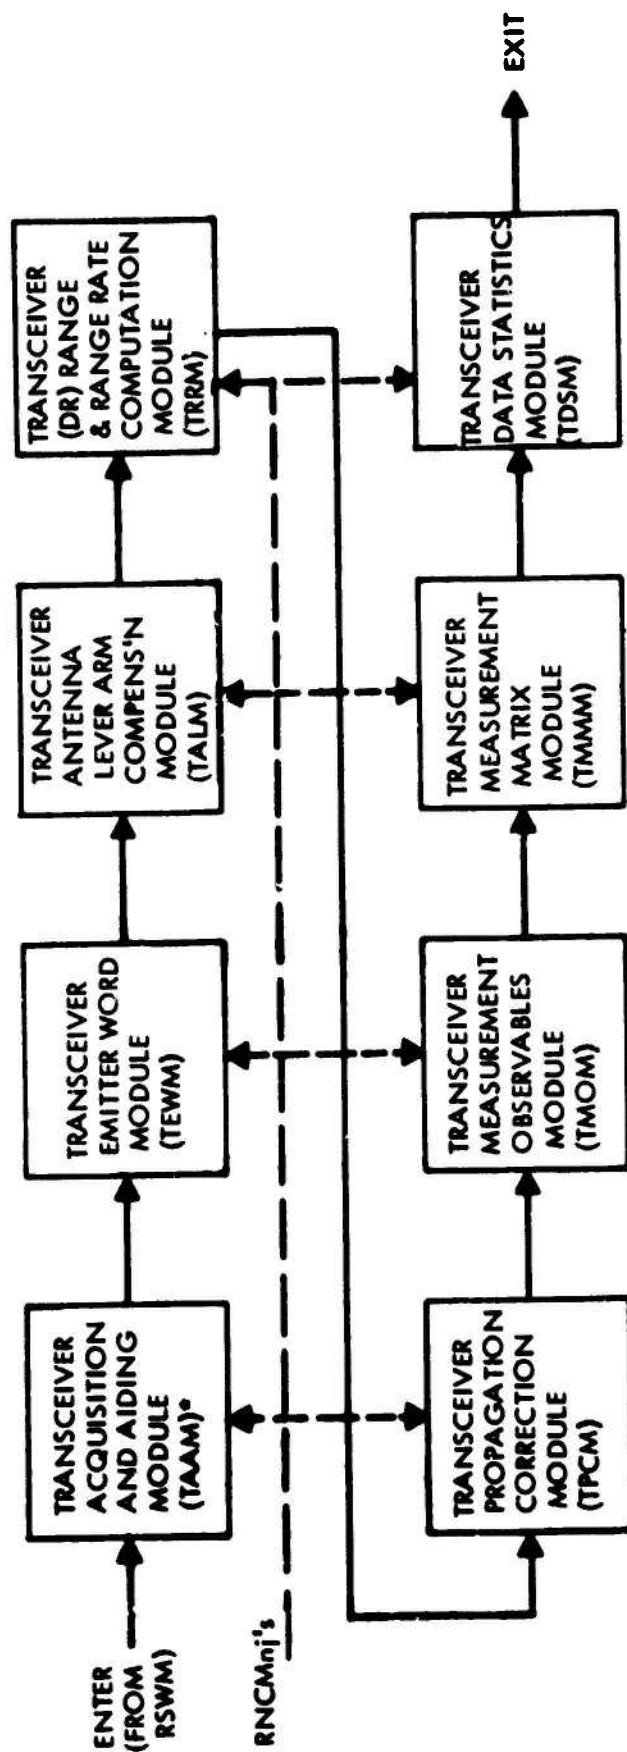 ENTER
(FROM
RSWM)
TRANSCEIVER
ACQUISITION
AND AIDING
MODULE
(TAAM)*
TRANSCEIVER
EMITTER WORD
MODULE
(TEWM)
TRANSCEIVER
ANTENNA
LEVER ARM
COMPENS'N
MODULE
(TALM)
TRANSCEIVER
(DR) RANGE
& RANGE RATE
COMPUTATION
MODULE
(TRRM)
RNCMnj's
TRANSCEIVER
PROPAGATION
CORRECTION
MODULE
(TPCM)
TRANSCEIVER
MEASUREMENT
OBSERVABLES
MODULE
(TMOM)
TRANSCEIVER
MEASUREMENT
MATRIX
MODULE
(TMMM)
TRANSCEIVER
DATA STATISTICS
MODULE
(TDSM)
EXIT